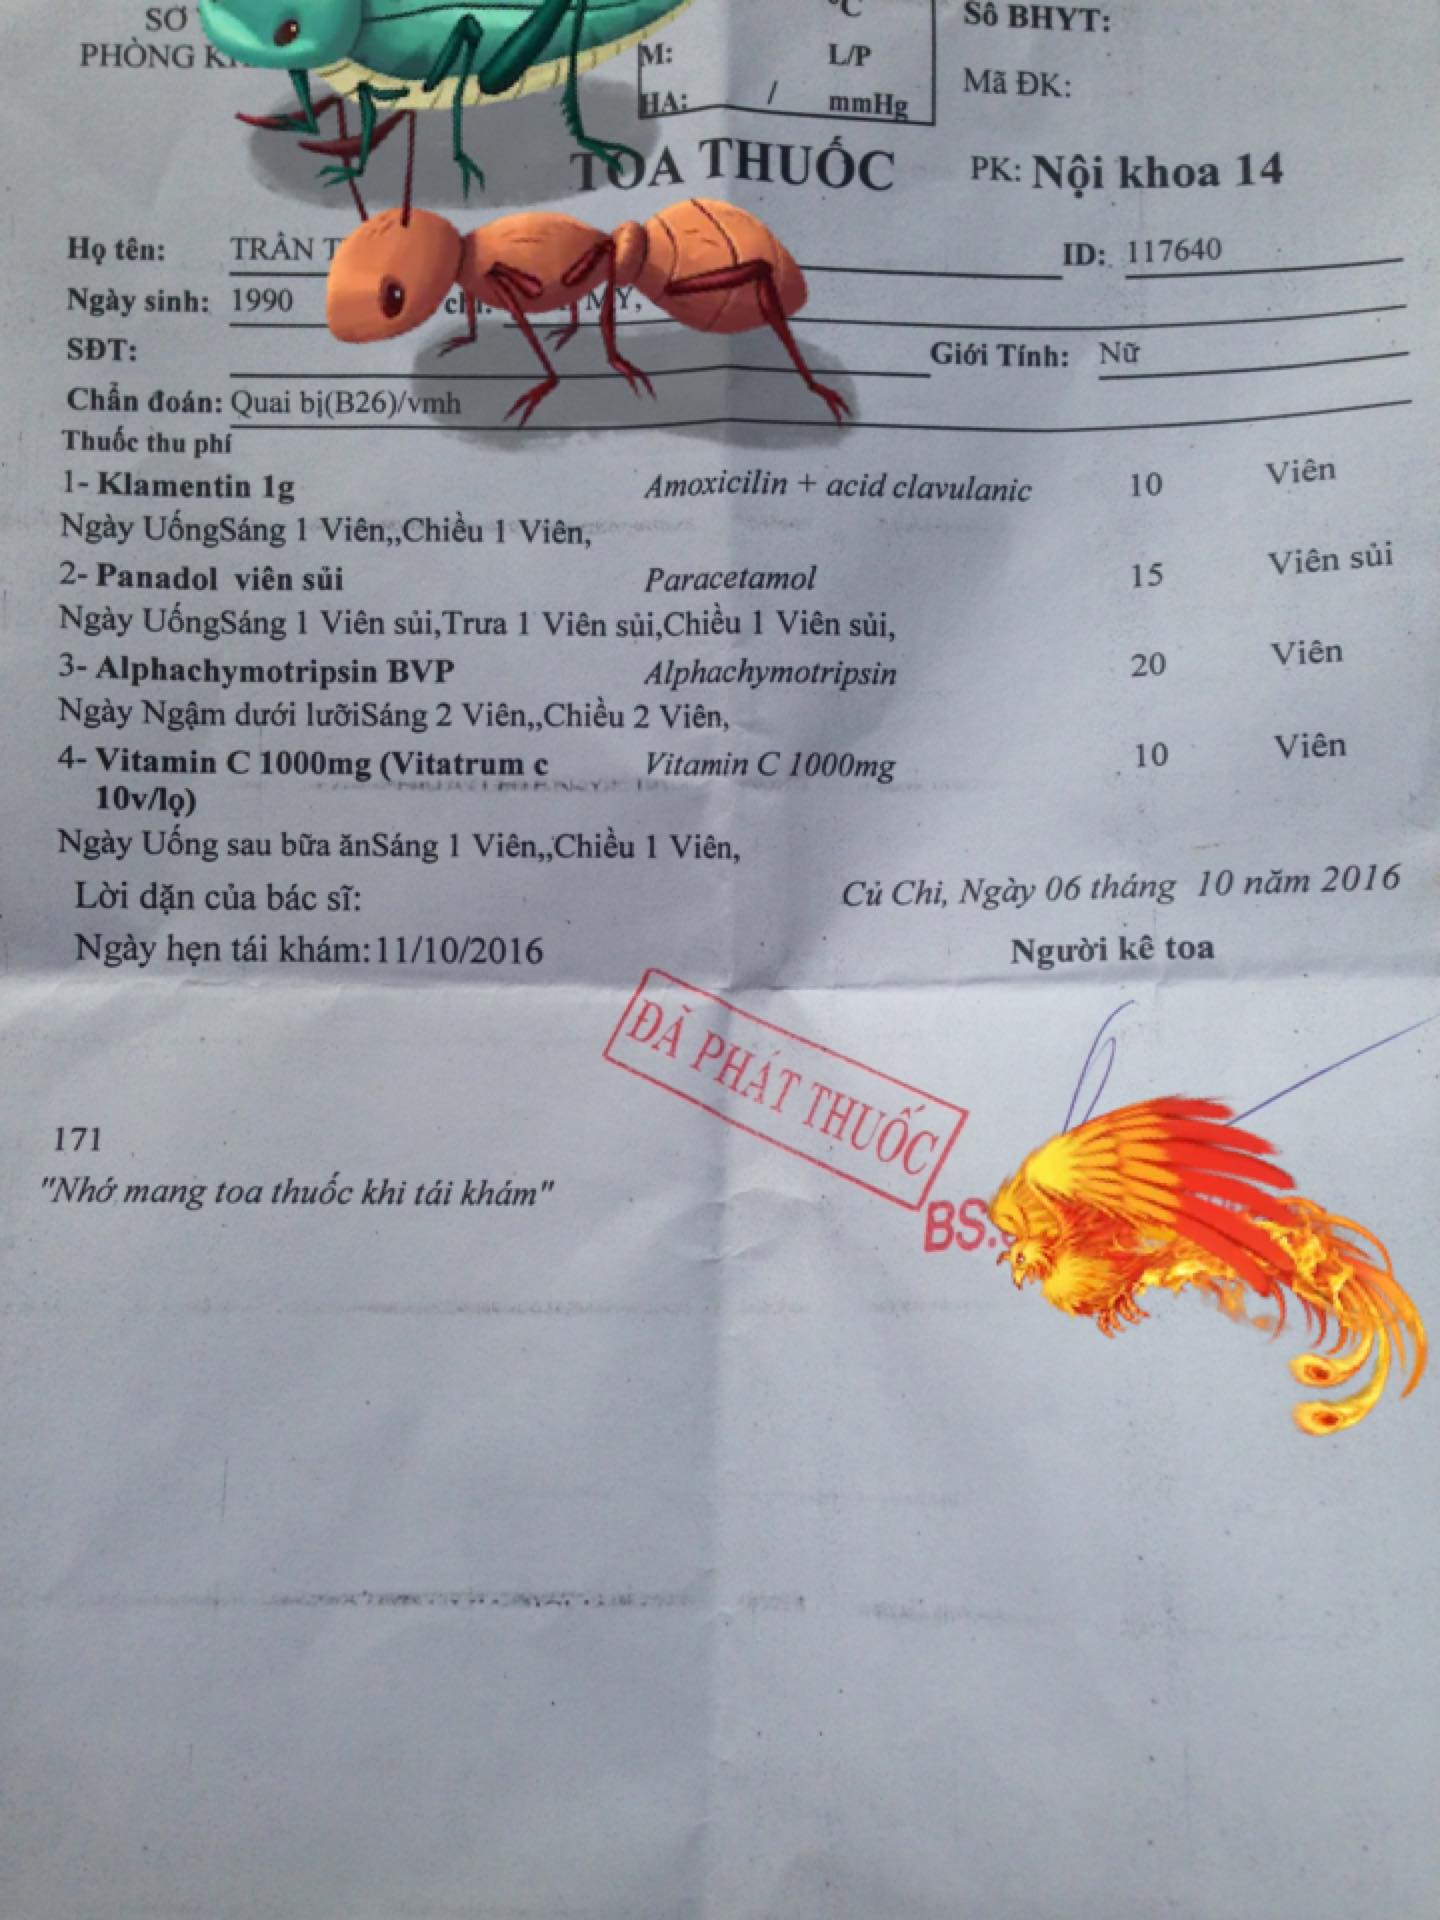 SƠ
PHÒNG
°C
Số BHYT:
M: L/P
Mã ĐK:
HA: / mmHg
TOA THUỐC PK: Nội khoa 14
Họ tên: TRẦN ID: 117640
Ngày sinh: 1990 MỸ,
SĐT: Giới Tính: Nữ
Chẩn đoán: Quai bị(B26)/vmh
Thuốc thu phí
1- Klamentin 1g Amoxicilin + acid clavulanic 10 Viên
Ngày UốngSáng 1 Viên,,Chiều 1 Viên,
2- Panadol viên sủi Paracetamol 15 Viên sủi
Ngày UốngSáng 1 Viên sủi,Trưa 1 Viên sủi,Chiều 1 Viên sủi,
3- Alphachymotripsin BVP Alphachymotripsin 20 Viên
Ngày Ngậm dưới lưỡiSáng 2 Viên,,Chiều 2 Viên,
4- Vitamin C 1000mg (Vitatrum c Vitamin C 1000mg 10 Viên
10v/lọ)
Ngày Uống sau bữa ănSáng 1 Viên,,Chiều 1 Viên,
Lời dặn của bác sĩ: Củ Chi, Ngày 06 tháng 10 năm 2016
Ngày hẹn tái khám:11/10/2016 Người kê toa
ĐÃ PHÁT THUỐC
171
"Nhớ mang toa thuốc khi tái khám"
BS.